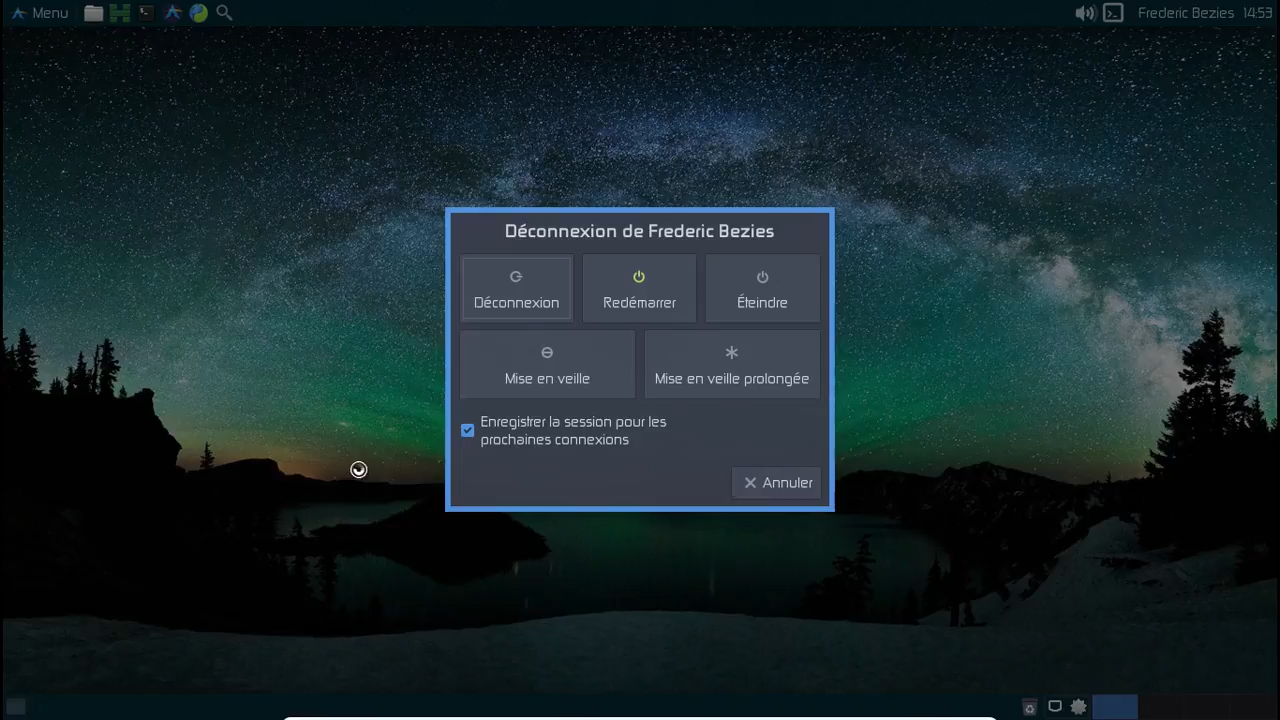 Menu
Frederic Bezies 14:53
Déconnexion de Frederic Bezies
Déconnexion
Redémarrer
Éteindre
Mise en veille
Mise en veille prolongée
Enregistrer la session pour les
prochaines connexions
Annuler